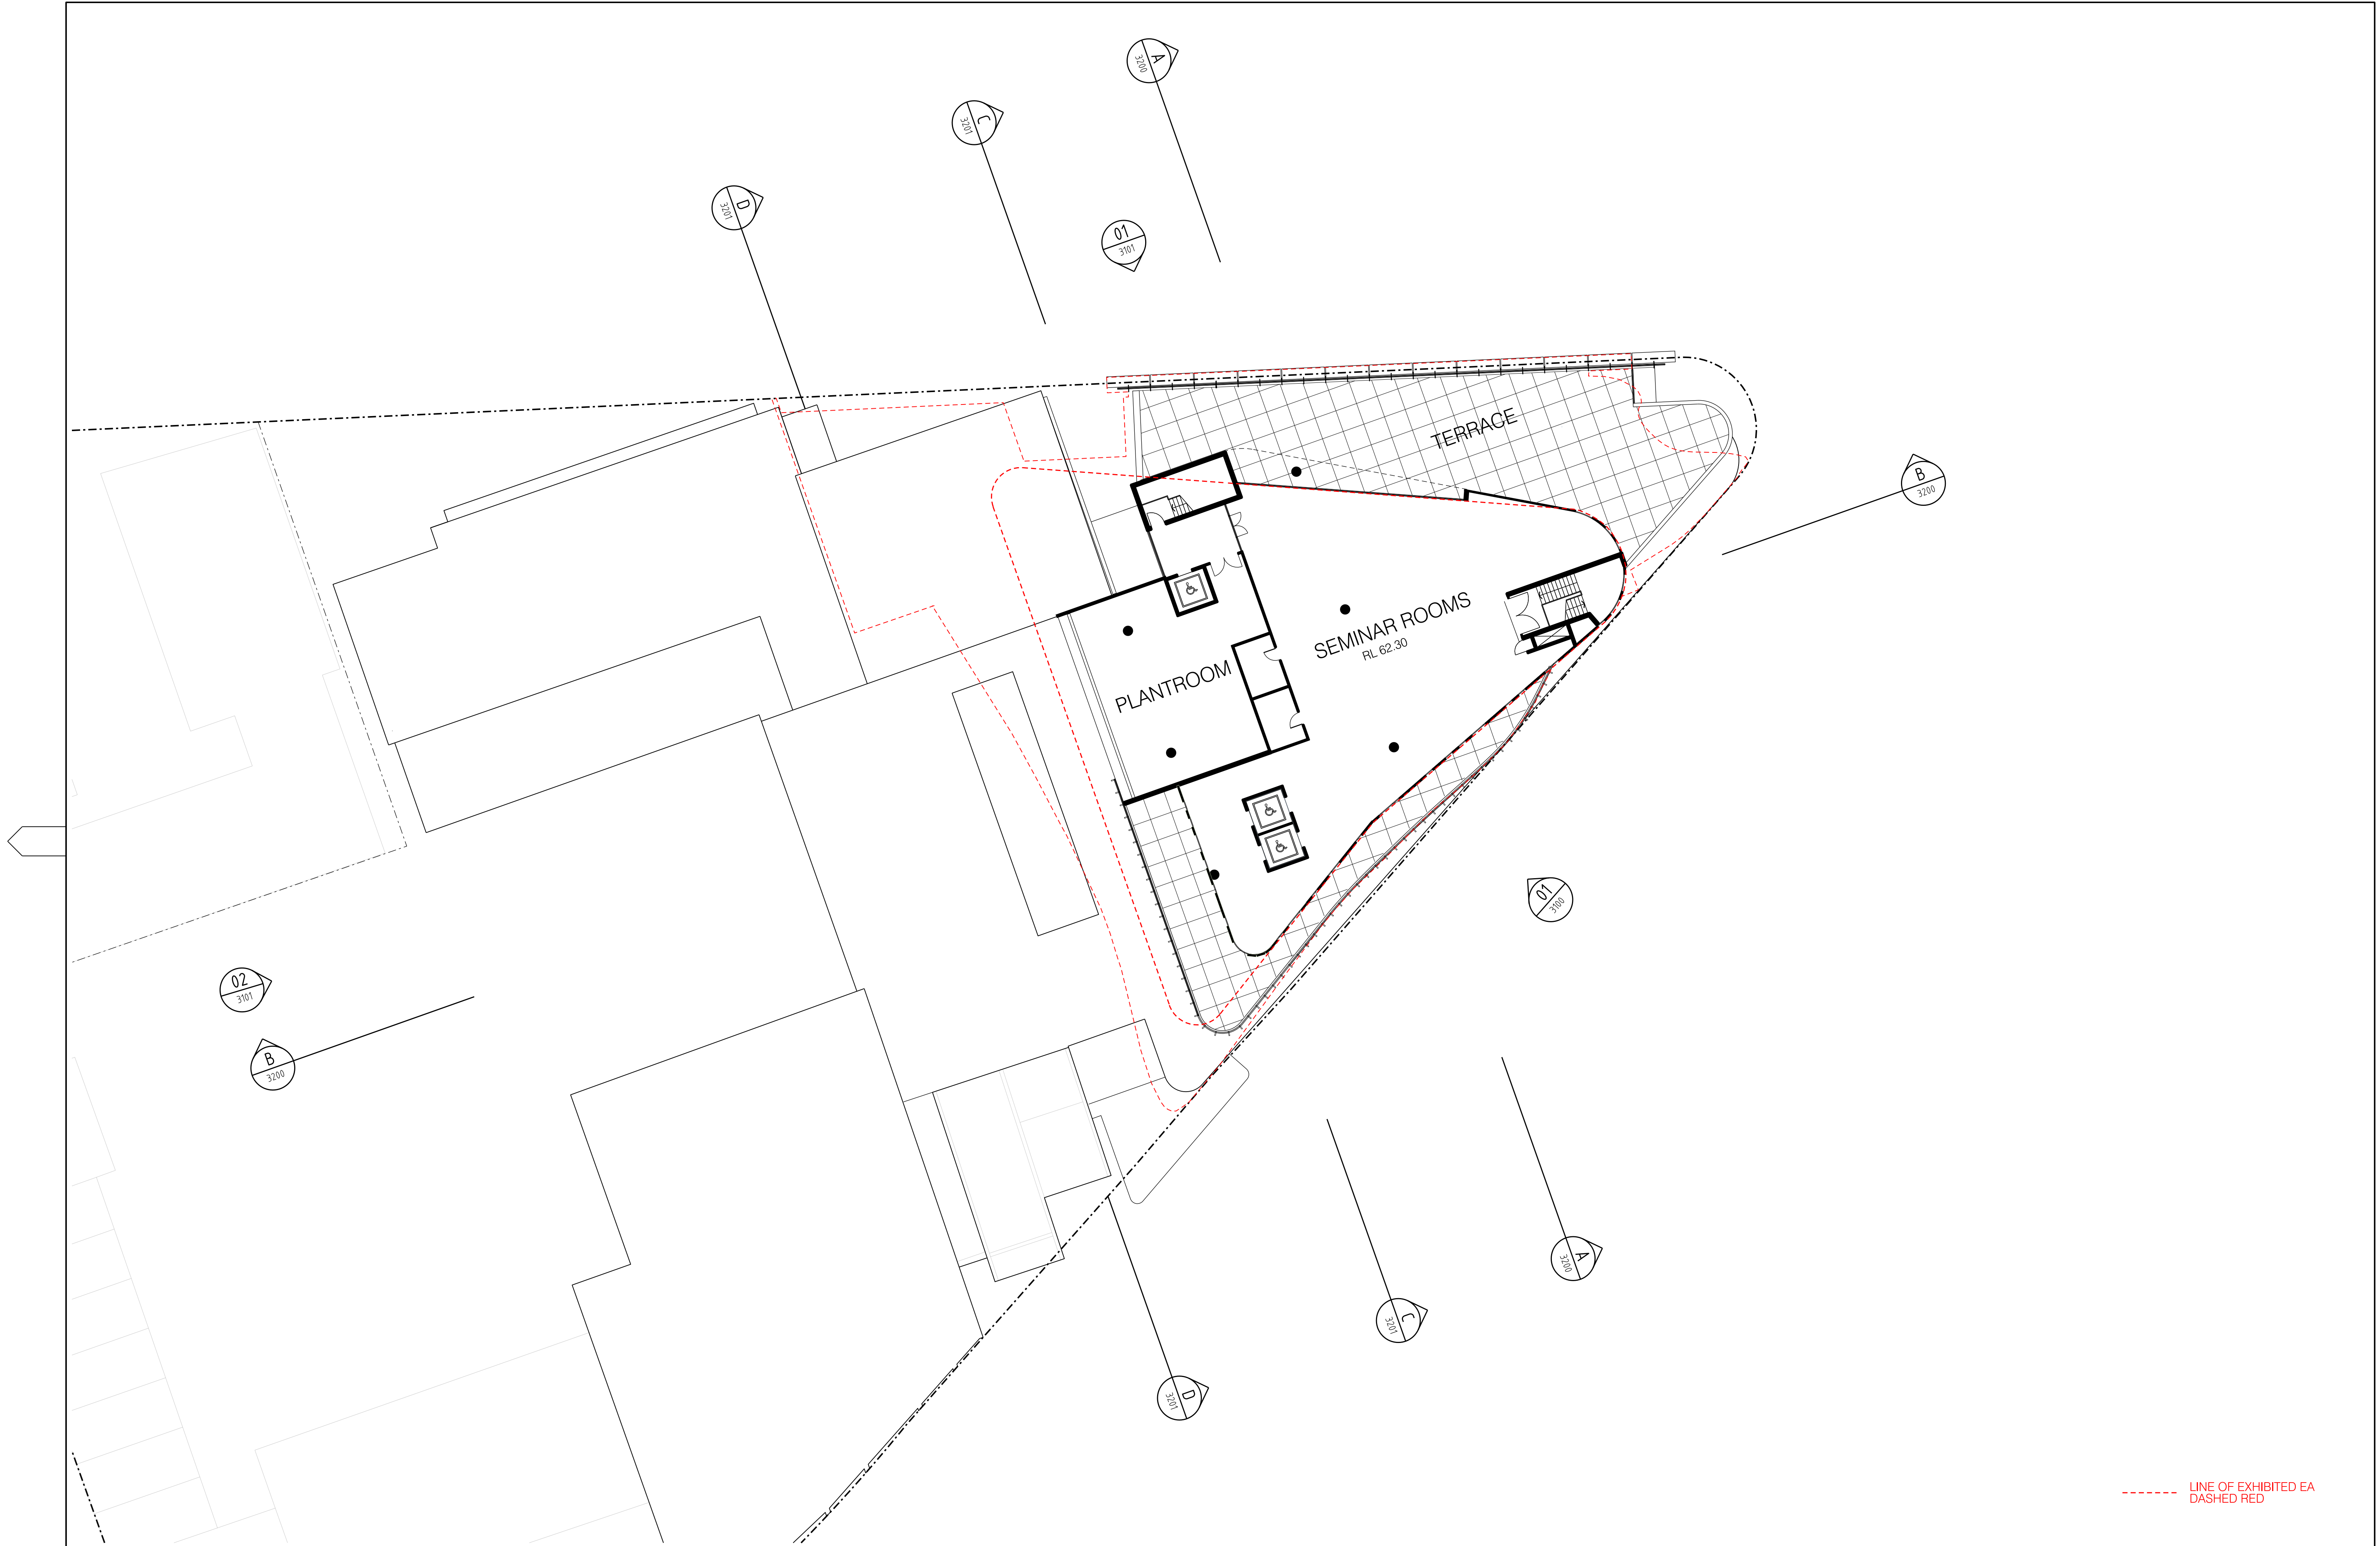 A
3200
C
3201
D
3201
01
3101
TERRACE
B
3200
SEMINAR ROOMS
RL 62.30
PLANTROOM
01
3100
02
3101
B
3200
A
3200
C
3201
D
3201
LINE OF EXHIBITED EA
DASHED RED